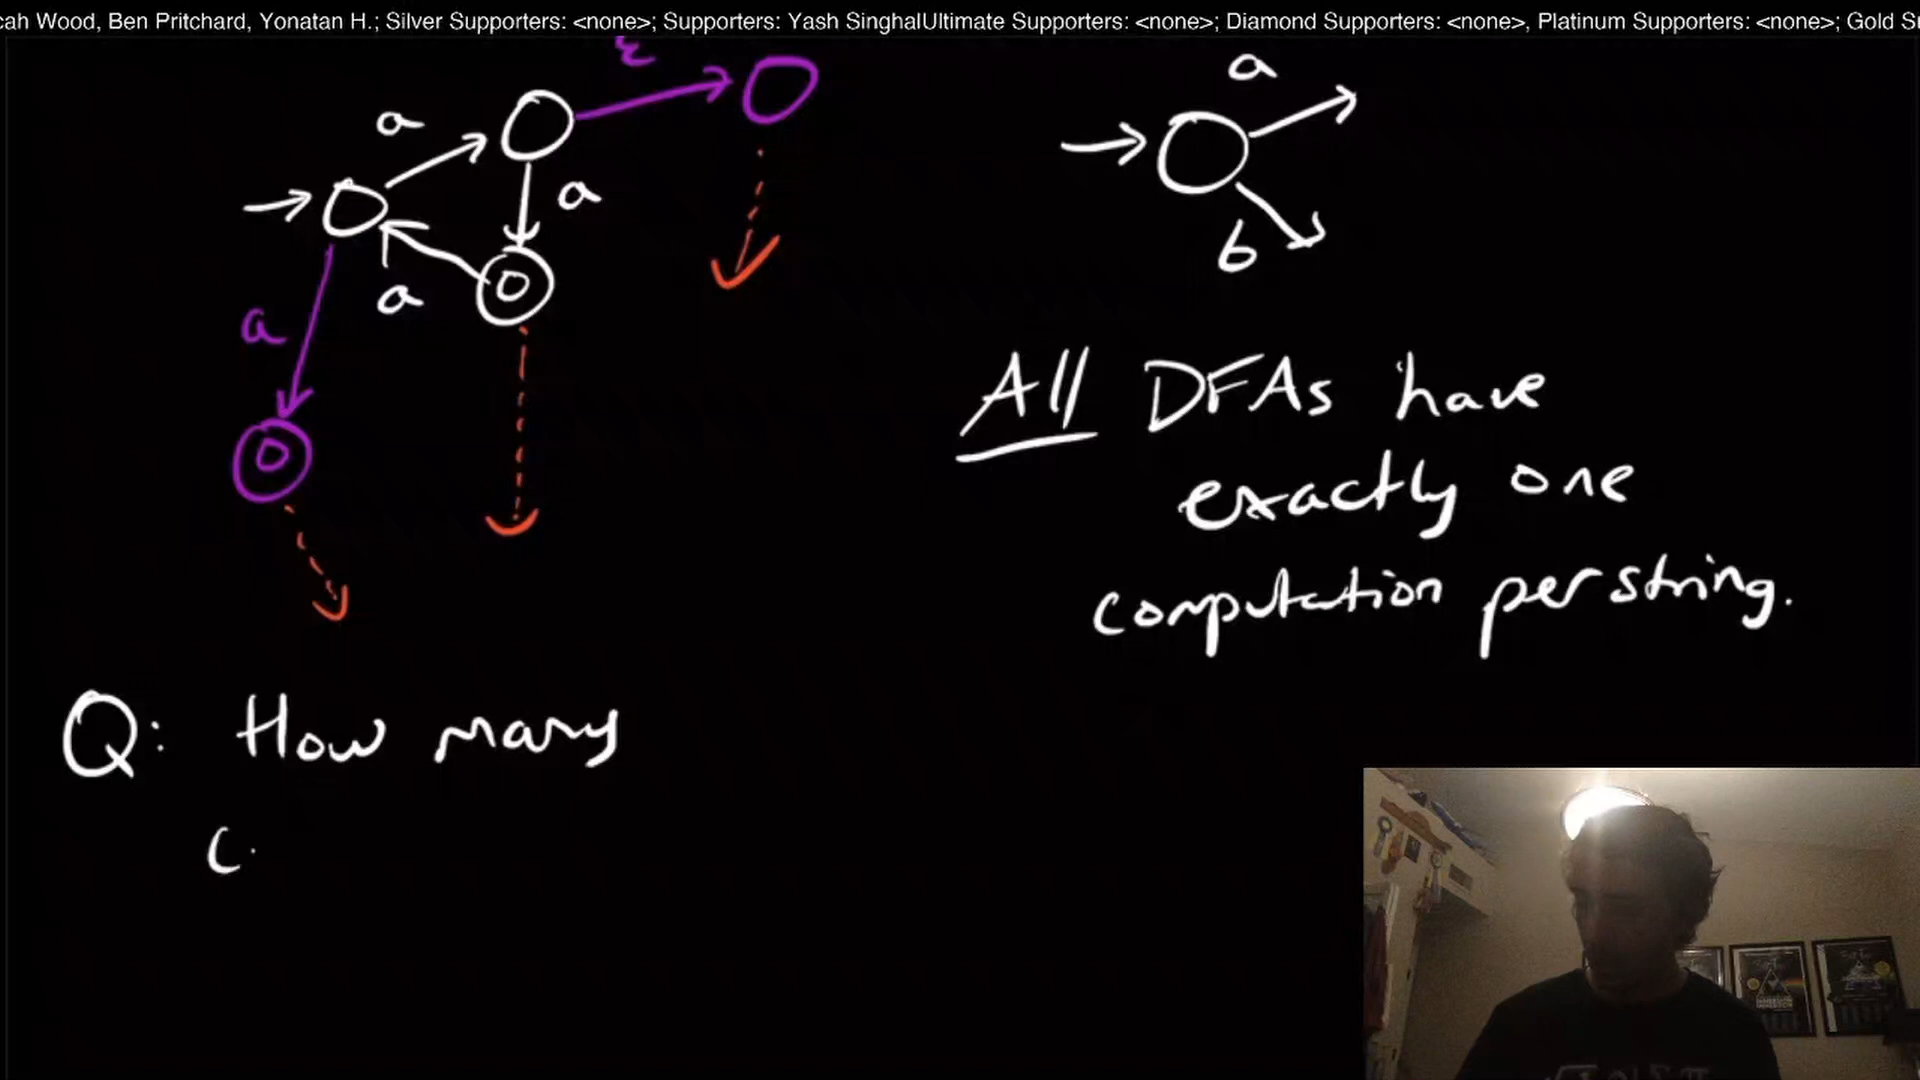 cah Wood, Ben Pritchard, Yonatan H.; Silver Supporters: <none>; Supporters: Yash SinghalUltimate Supporters: <none>; Diamond Supporters: <none>, Platinum Supporters: <none>; Gold S
ε
a
a
a
a
a
b
All DFAs have
exactly one
computation per string.
Q: How many
C